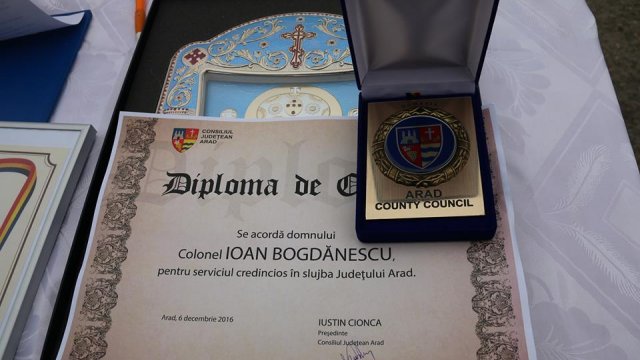 CONSILIUL
JUDEȚEAN
ARAD
Diploma de
Se acordă domnului
Colonel IOAN BOGDĂNESCU,
pentru serviciul credincios în slujba Județului Arad.
Arad, 6 decembrie 2016
IUSTIN CIONCA
Președinte
Consiliul Județean Arad
ARAD
COUNTY COUNCIL